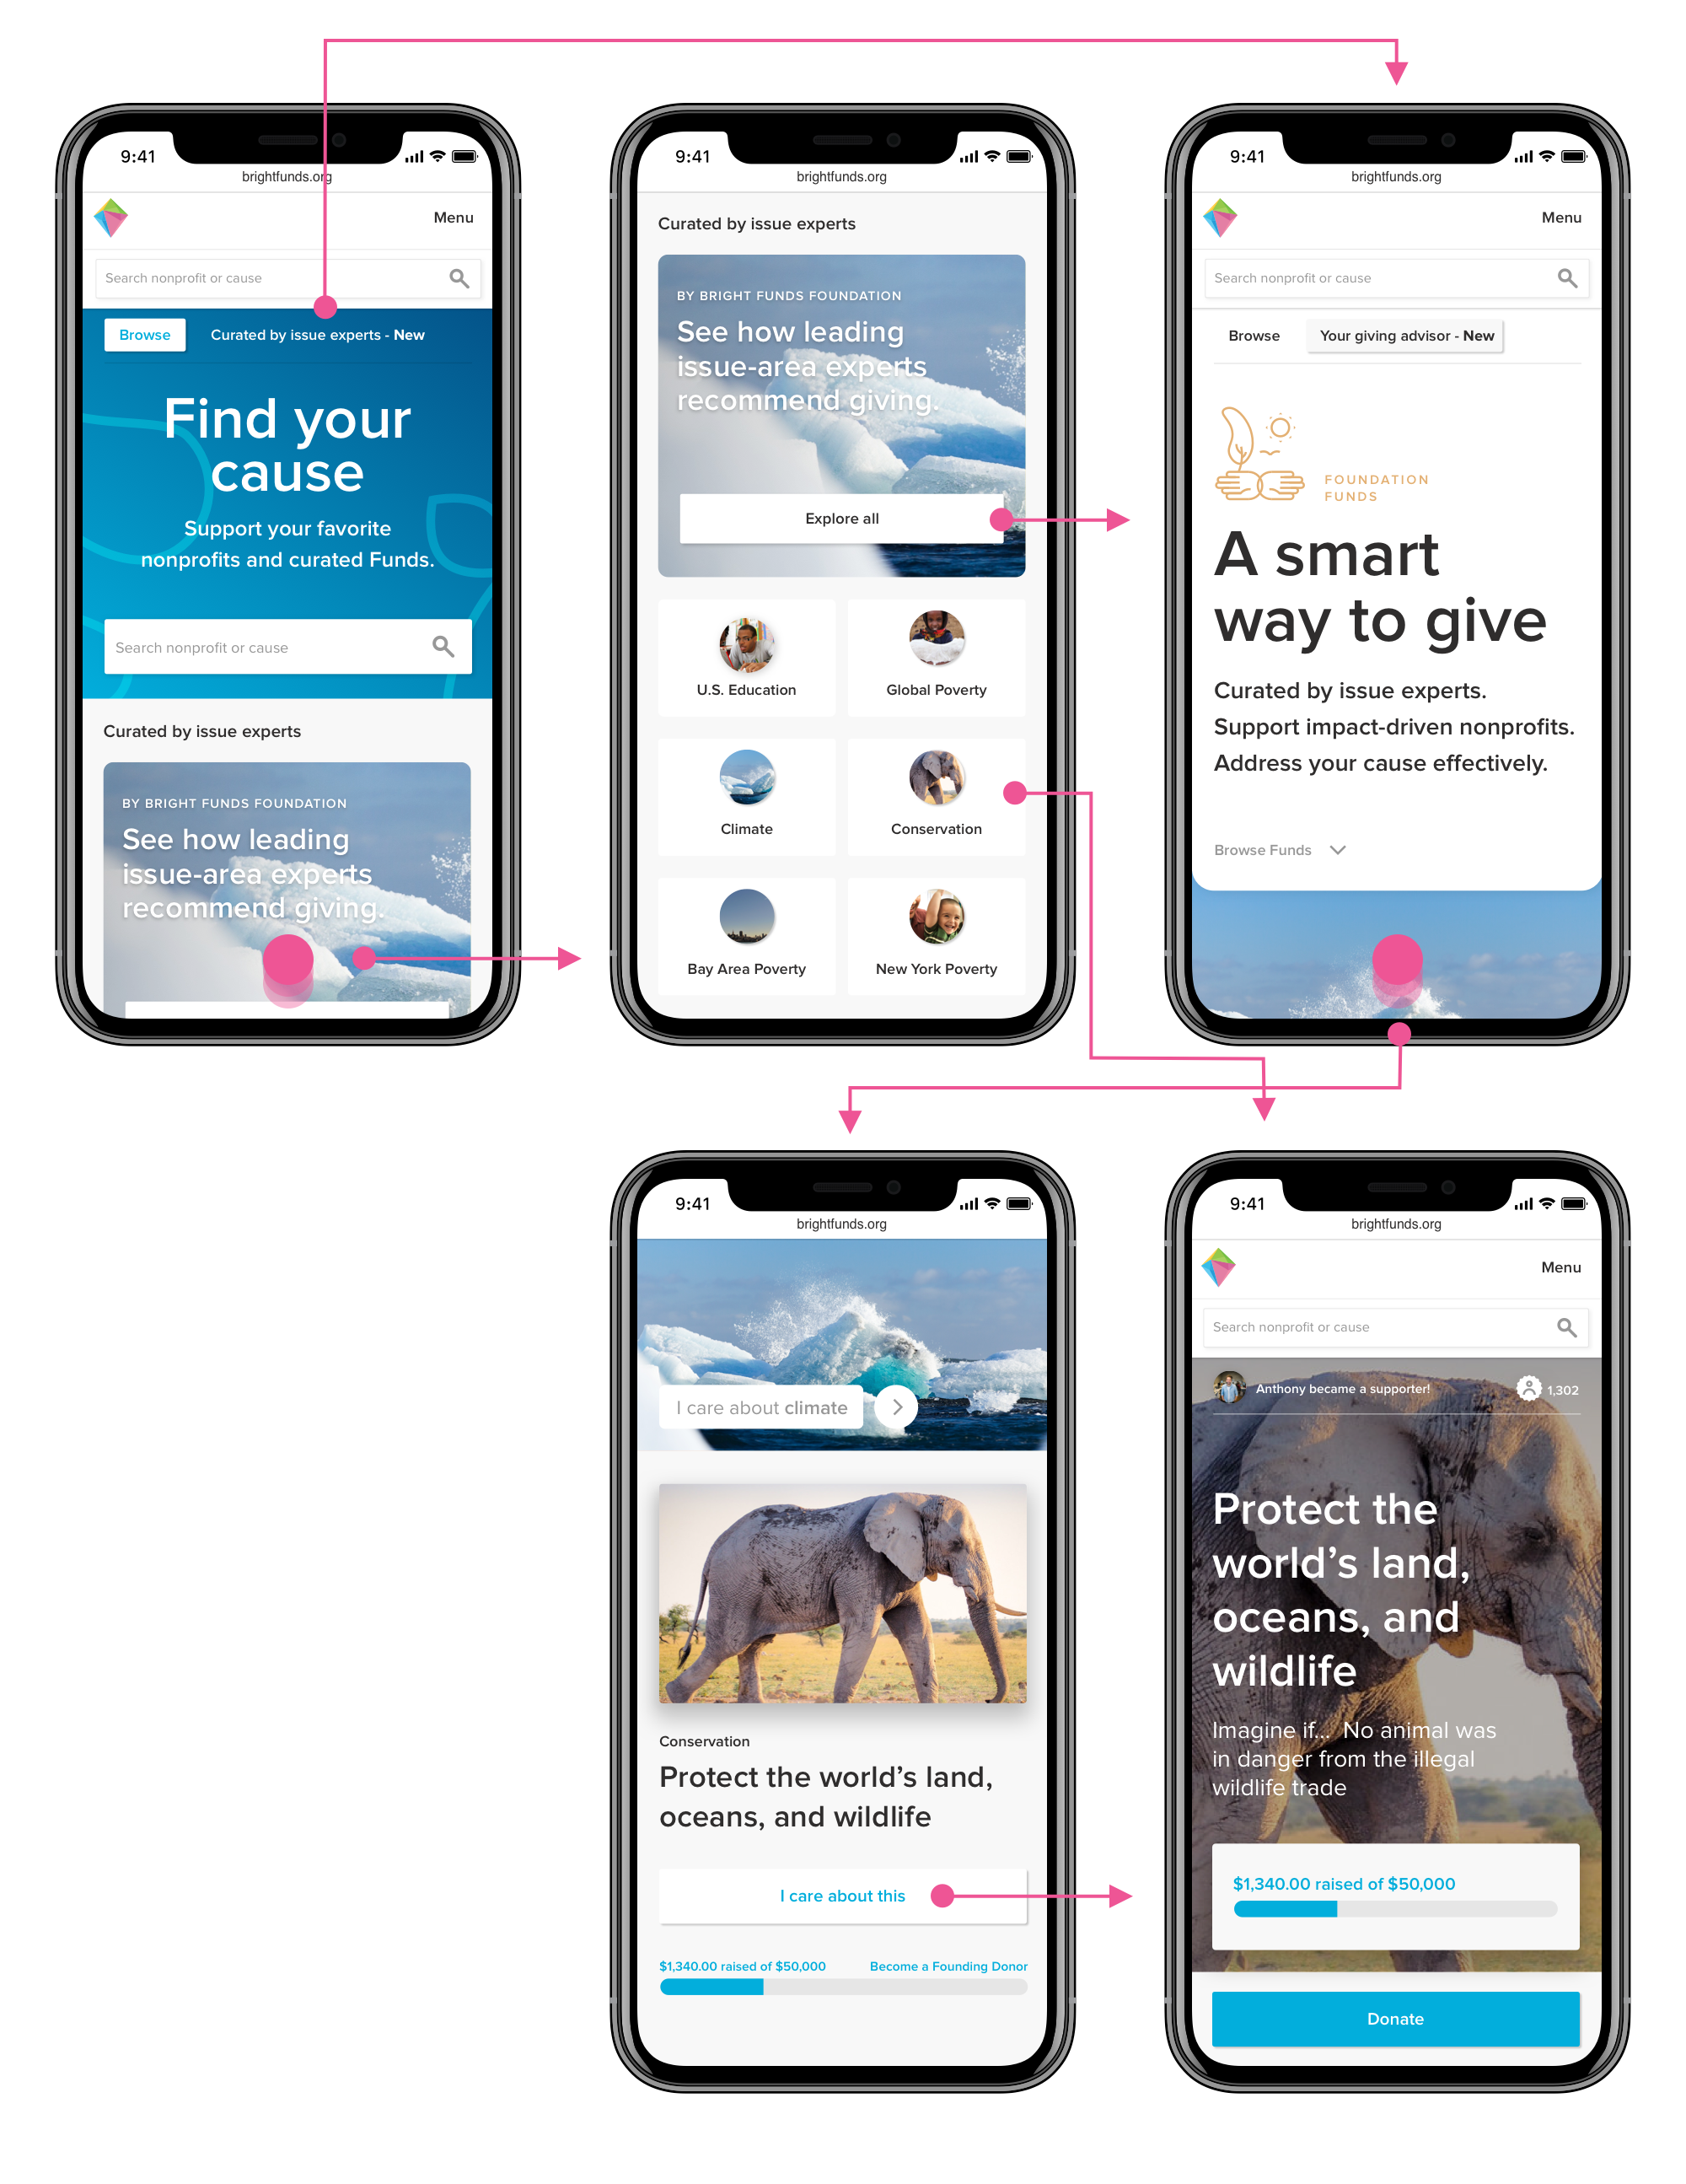 9:41
brightfunds.org
Menu
Search nonprofit or cause
Browse
Curated by issue experts - New
Find your
cause
Support your favorite
nonprofits and curated Funds.
Search nonprofit or cause
Curated by issue experts
BY BRIGHT FUNDS FOUNDATION
See how leading
issue-area experts
recommend giving.
9:41
brightfunds.org
Curated by issue experts
BY BRIGHT FUNDS FOUNDATION
See how leading
issue-area experts
recommend giving.
Explore all
U.S. Education
Global Poverty
Climate
Conservation
Bay Area Poverty
New York Poverty
9:41
brightfunds.org
Menu
Search nonprofit or cause
Browse
Your giving advisor - New
FOUNDATION
FUNDS
A smart
way to give
Curated by issue experts.
Support impact-driven nonprofits.
Address your cause effectively.
Browse Funds
9:41
brightfunds.org
I care about climate
Conservation
Protect the world’s land,
oceans, and wildlife
I care about this
$1,340.00 raised of $50,000
Become a Founding Donor
9:41
brightfunds.org
Menu
Search nonprofit or cause
Anthony became a supporter!
1,302
Protect the
world’s land,
oceans, and
wildlife
Imagine if... No animal was
in danger from the illegal
wildlife trade
$1,340.00 raised of $50,000
Donate